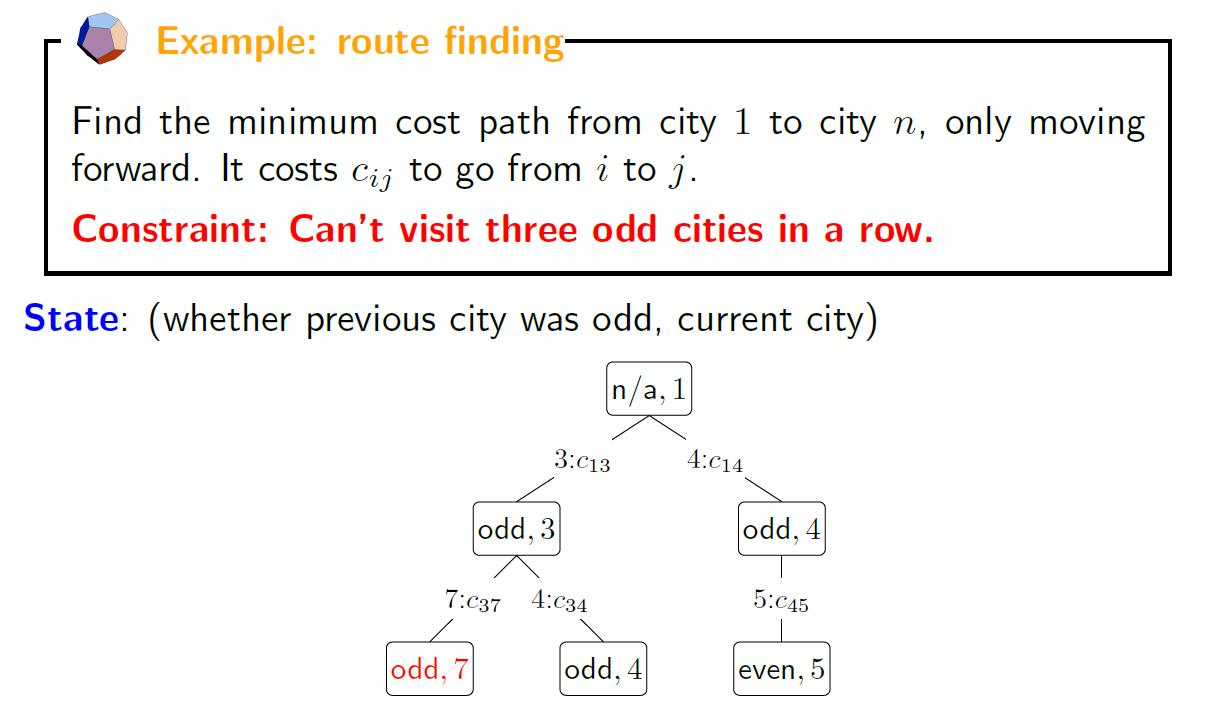 Example: route finding
Find the minimum cost path from city 1 to city n, only moving
forward. It costs c_{ij} to go from i to j.
Constraint: Can't visit three odd cities in a row.
State: (whether previous city was odd, current city)
n/a, 1
3:c_{13} 4:c_{14}
odd, 3 odd, 4
7:c_{37} 4:c_{34} 5:c_{45}
odd, 7 odd, 4 even, 5